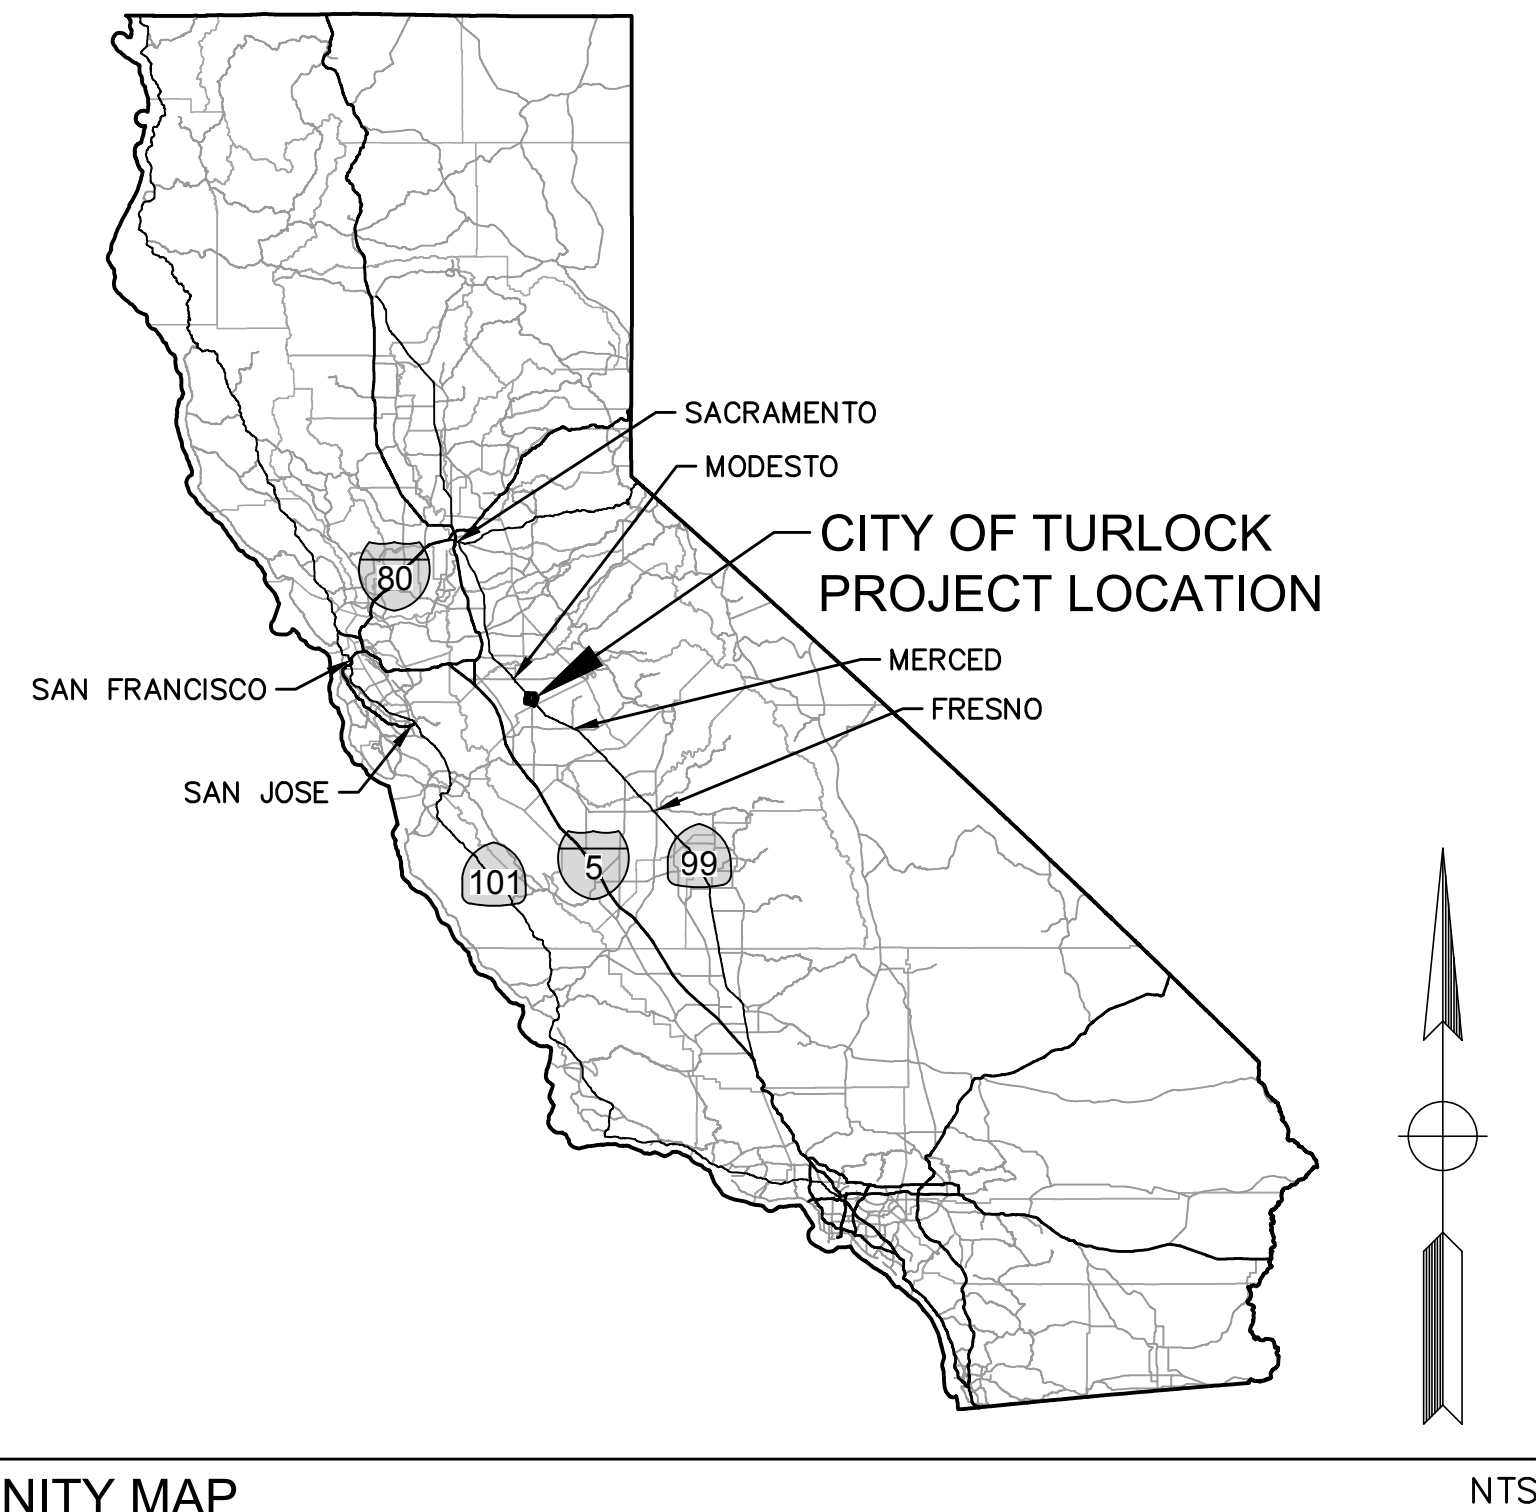 SACRAMENTO
MODESTO
CITY OF TURLOCK
PROJECT LOCATION
80
MERCED
SAN FRANCISCO
FRESNO
SAN JOSE
101
5
99
NITY MAP
NTS